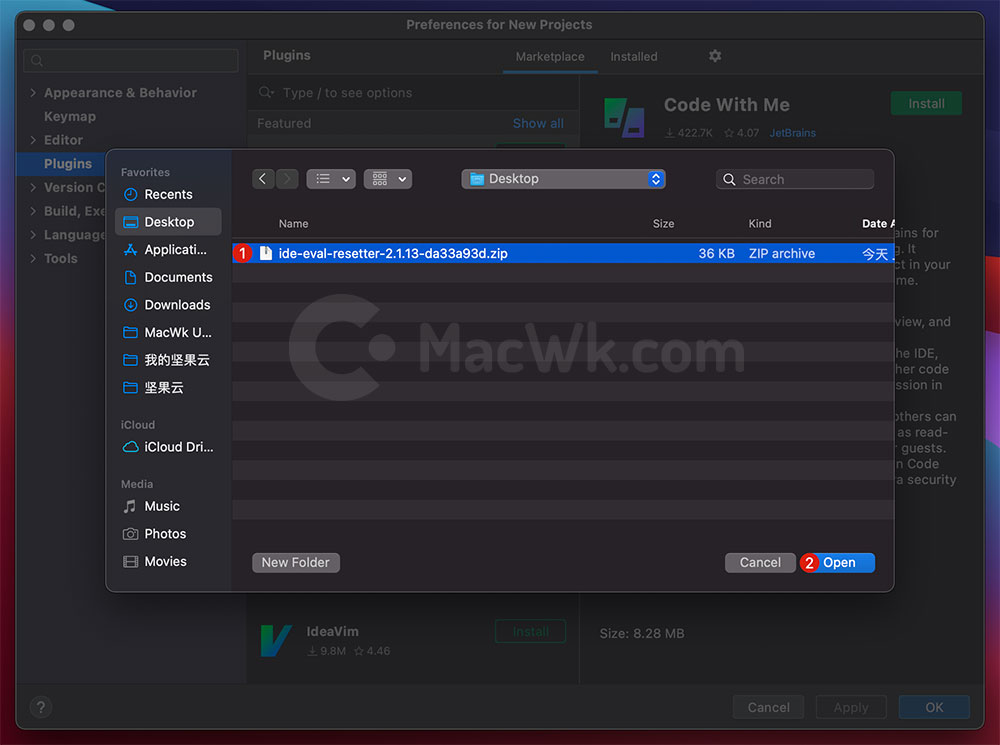 Preferences for New Projects
Plugins
Marketplace
Installed
Appearance & Behavior
Keymap
Editor
Plugins
Version C
Build, Exe
Language
Tools
Type / to see options
Featured
Show all
Code With Me
Install
422.7K
4.07
JetBrains
Favorites
Recents
Desktop
Applicati...
Documents
Downloads
MacWk U...
我的坚果云
坚果云
iCloud
iCloud Dri...
Media
Music
Photos
Movies
Desktop
Search
Name
Size
Kind
Date A
1
ide-eval-resetter-2.1.13-da33a93d.zip
36 KB
ZIP archive
今天
MacWk.com
New Folder
Cancel
2
Open
ains for
g. It
ct in your
me.
view, and
he IDE,
her code
ssion in
others can
as read-
guests.
n Code
a security
IdeaVim
9.8M
4.46
Install
Size: 8.28 MB
?
Cancel
Apply
OK